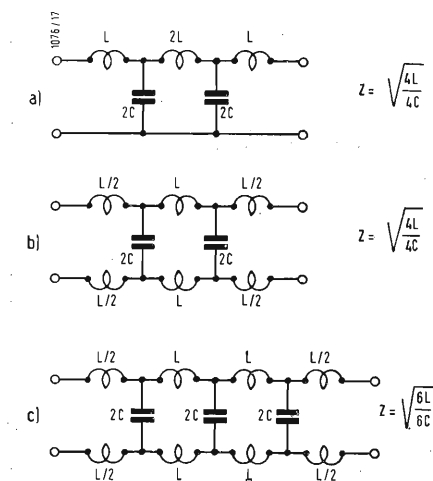 1076/17
L 2L L
a) 2C 2C Z = √4L/4C
L/2 L L/2
b) 2C 2C Z = √4L/4C
L/2 L L/2
L/2 L L L/2
c) 2C 2C 2C Z = √6L/6C
L/2 L L L/2